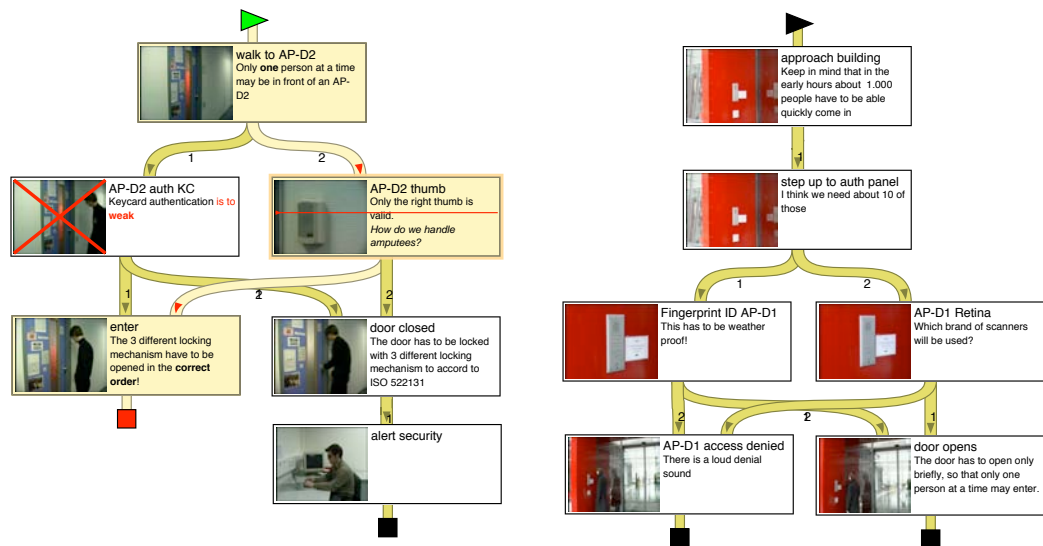 walk to AP-D2
Only one person at a time
may be in front of an AP-
D2
1
2
AP-D2 auth KC
Keycard authentication is to
weak
AP-D2 thumb
Only the right thumb is
valid.
How do we handle
amputees?
1
2
enter
The 3 different locking
mechanism have to be
opened in the correct
order!
door closed
The door has to be locked
with 3 different locking
mechanism to accord to
ISO 522131
1
alert security
approach building
Keep in mind that in the
early hours about 1.000
people have to be able
quickly come in
1
step up to auth panel
I think we need about 10 of
those
1
2
Fingerprint ID AP-D1
This has to be weather
proof!
AP-D1 Retina
Which brand of scanners
will be used?
2
1
AP-D1 access denied
There is a loud denial
sound
door opens
The door has to open only
briefly, so that only one
person at a time may enter.